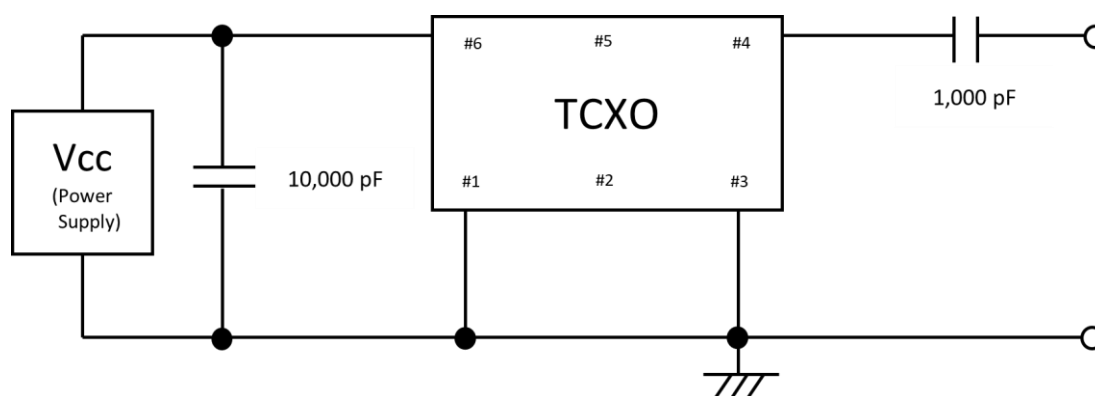 #6 #5 #4
TCXO
1,000 pF
Vcc
(Power
Supply)
10,000 pF
#1 #2 #3